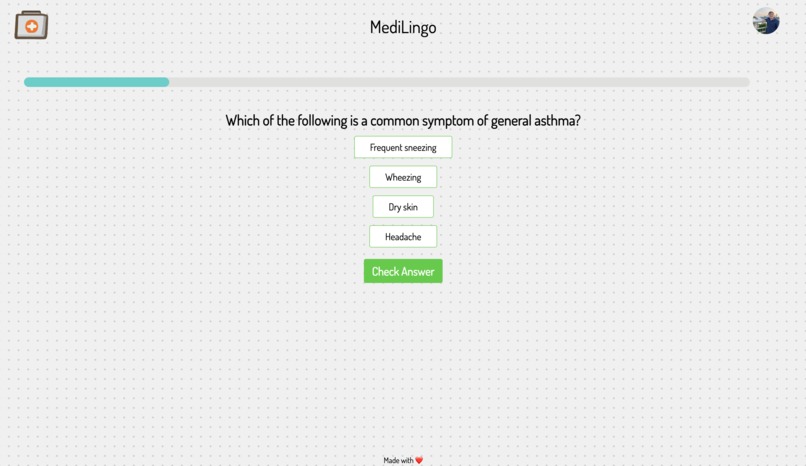 MediLingo
Which of the following is a common symptom of general asthma?
Frequent sneezing
Wheezing
Dry skin
Headache
Check Answer
Made with ❤️